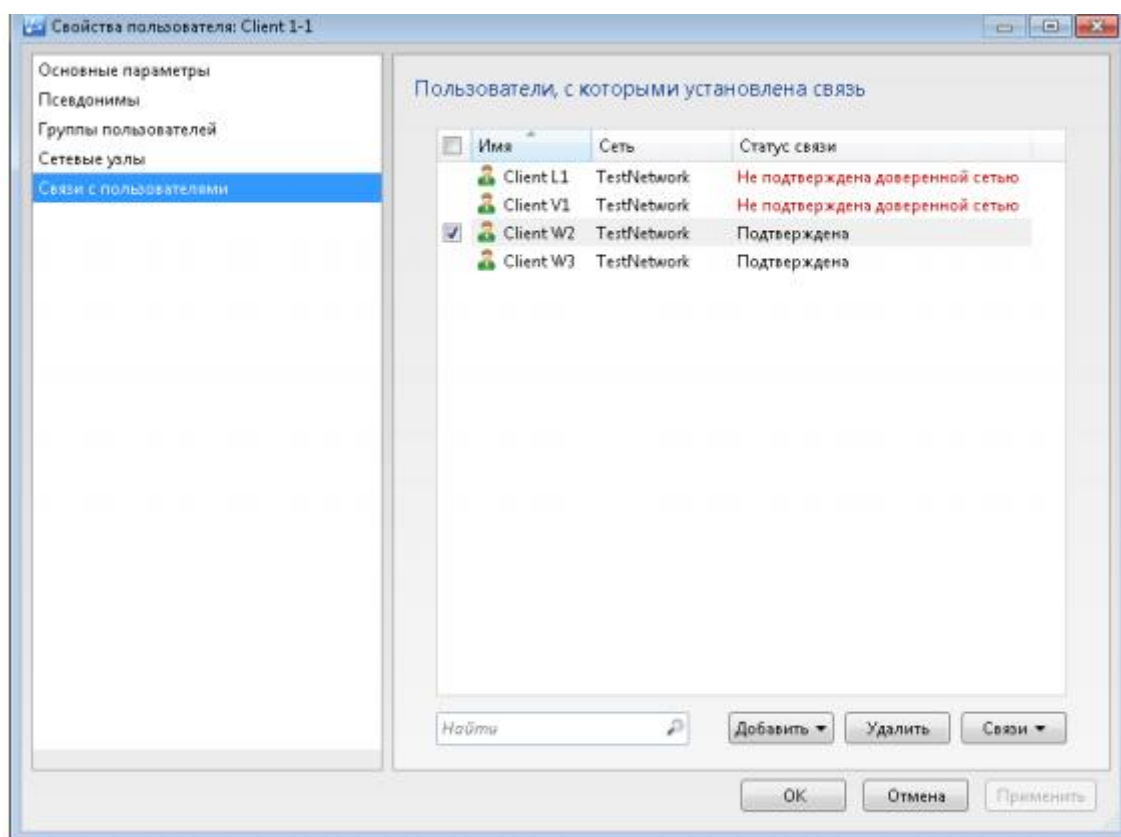 Свойства пользователя: Client 1-1
Основные параметры
Псевдонимы
Группы пользователей
Сетевые узлы
Связи с пользователями
Пользователи, с которыми установлена связь
Имя Сеть Статус связи
Client L1 TestNetwork Не подтверждена доверенной сетью
Client V1 TestNetwork Не подтверждена доверенной сетью
Client W2 TestNetwork Подтверждена
Client W3 TestNetwork Подтверждена
Найти Добавить Удалить Связи
OK Отмена Применить